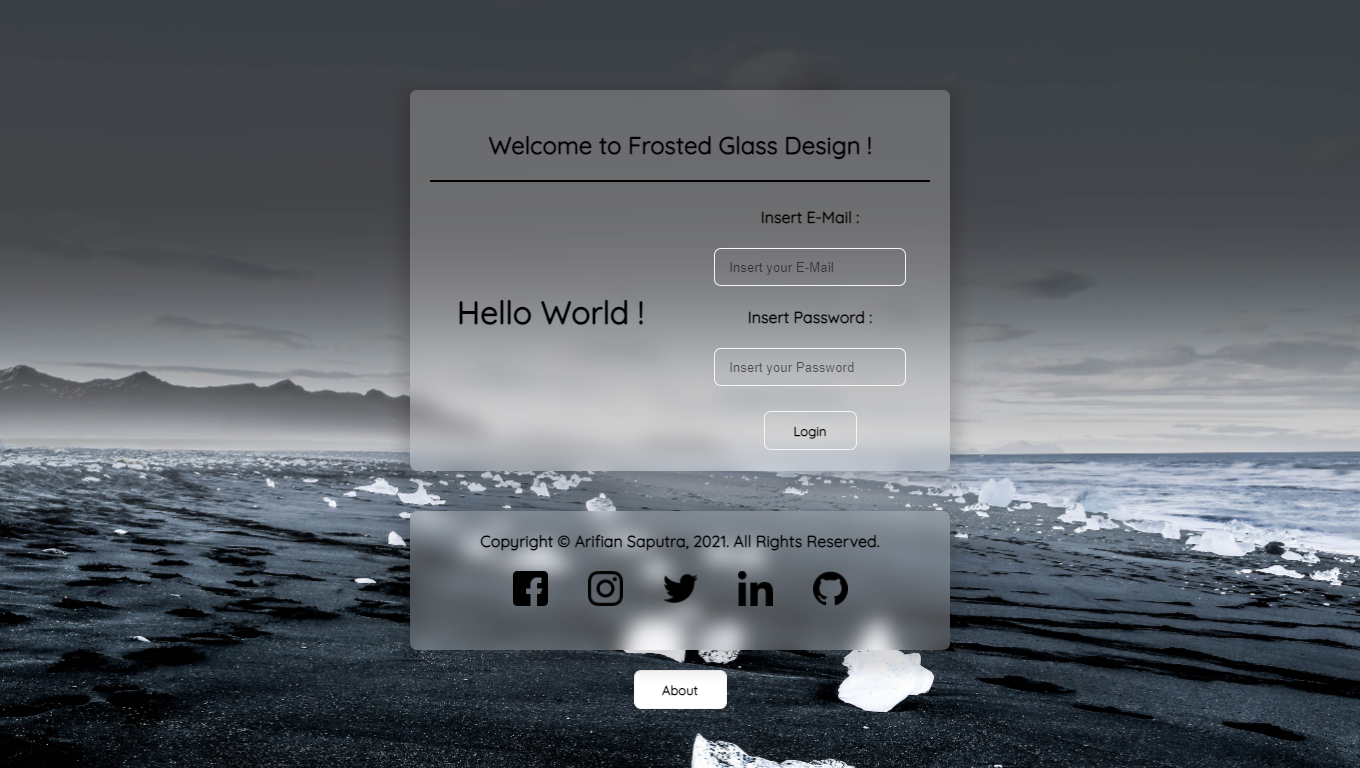 Welcome to Frosted Glass Design !
Hello World !
Insert E-Mail :
Insert your E-Mail
Insert Password :
Insert your Password
Login
Copyright © Arifian Saputra, 2021. All Rights Reserved.
About